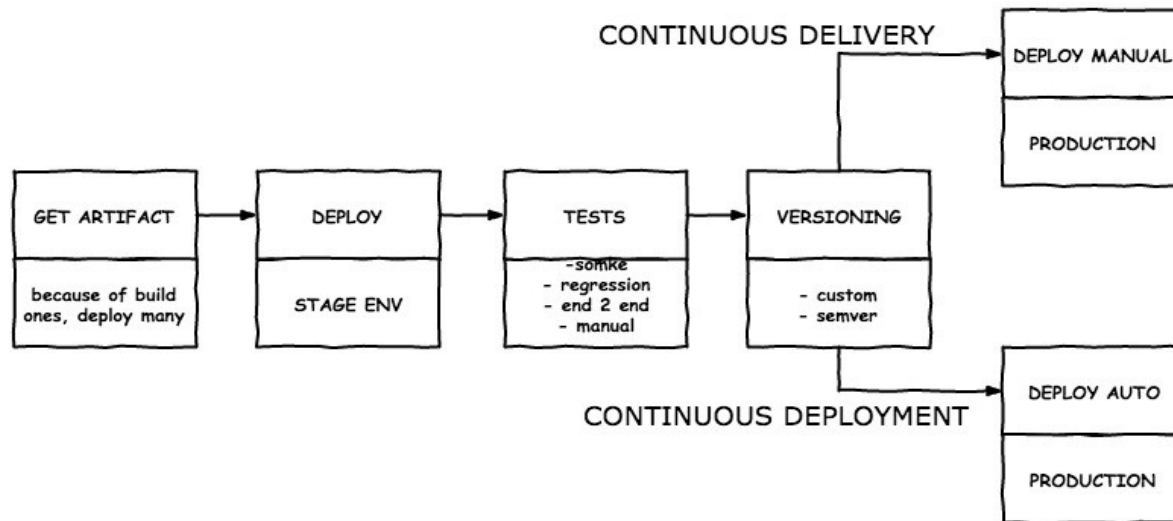 CONTINUOUS DELIVERY
DEPLOY MANUAL
PRODUCTION
GET ARTIFACT
because of build
ones, deploy many
DEPLOY
STAGE ENV
TESTS
-somke
- regression
- end 2 end
- manual
VERSIONING
- custom
- semver
CONTINUOUS DEPLOYMENT
DEPLOY AUTO
PRODUCTION